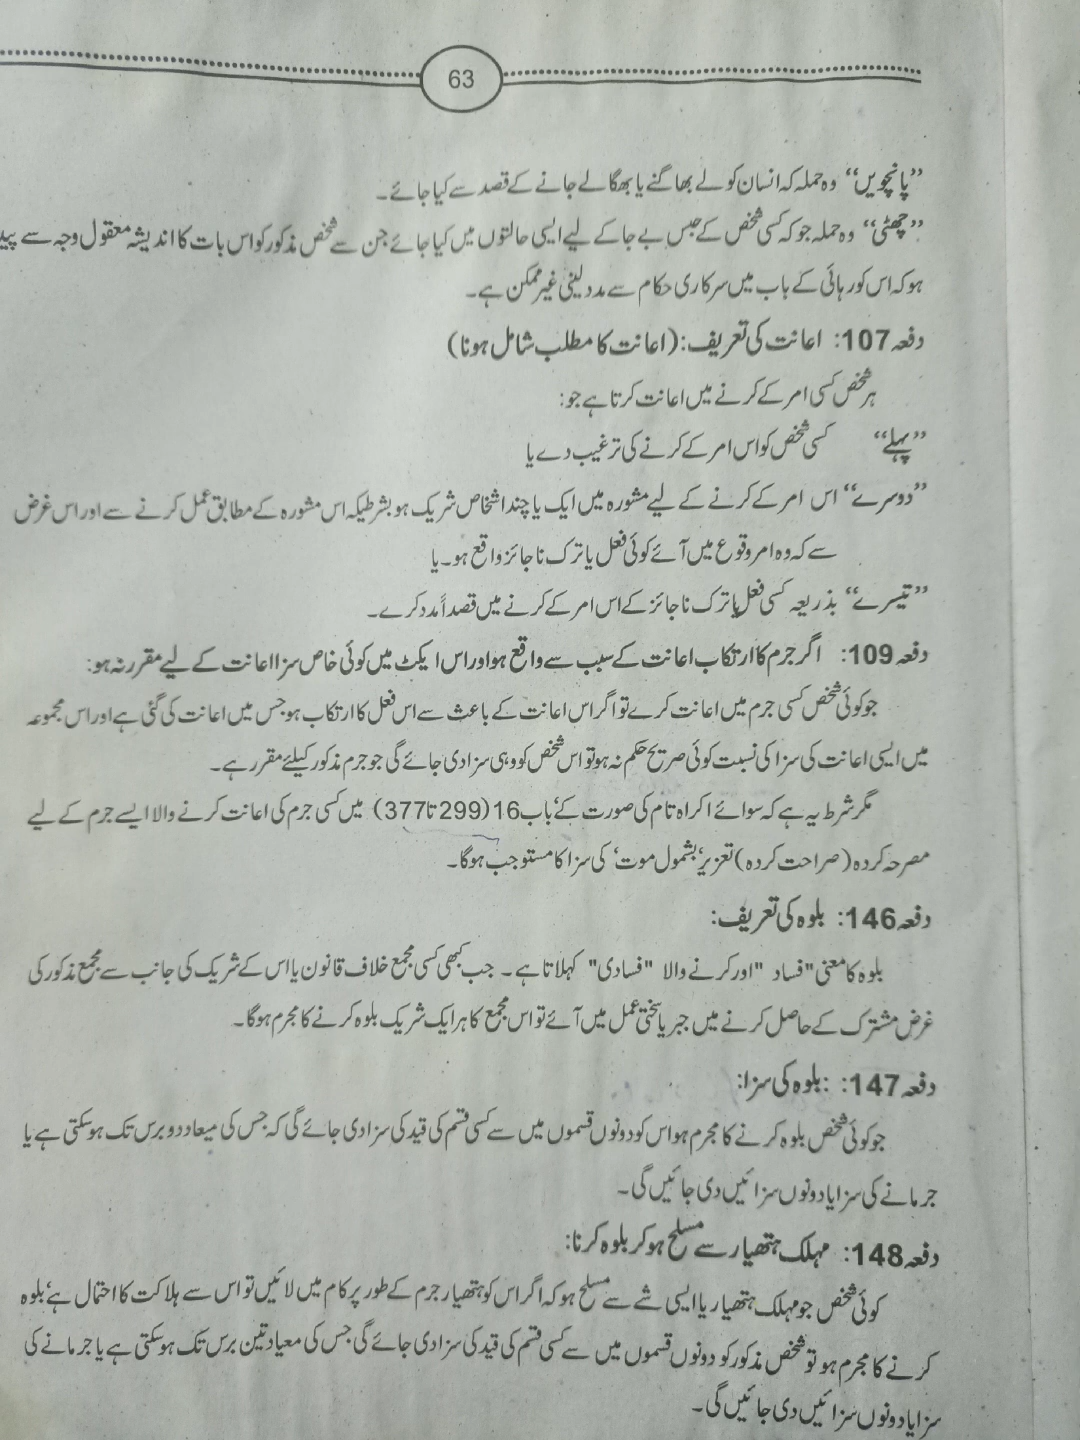 63
”پانچویں“ وہ حملہ کہ انسان کو لے بھاگنے یا بھگا لے جانے کے قصد سے کیا جائے۔
”چھٹی“ وہ حملہ جو کہ کسی شخص کے حبس بے جا کے لیے ایسی حالتوں میں کیا جائے جن سے شخص مذکور کو اس بات کا اندیشہ معقول وجہ سے
ہو کہ اس کو رہائی کے باب میں سرکاری حکام سے مدد لینی غیر ممکن ہے۔
دفعہ 107: اعانت کی تعریف: (اعانت کا مطلب شامل ہونا)
ہر شخص کسی امر کے کرنے میں اعانت کرتا ہے جو:
”پہلے“ کسی شخص کو اس امر کے کرنے کی ترغیب دے یا
”دوسرے“ اس امر کے کرنے کے لیے مشورہ میں ایک یا چند اشخاص شریک ہو بشرطیکہ اس مشورہ کے مطابق عمل کرنے سے اور اس غرض
سے کہ وہ امر وقوع میں آئے کوئی فعل یا ترک ناجائز واقع ہو۔ یا
”تیسرے“ بذریعہ کسی فعل یا ترک ناجائز کے اس امر کے کرنے میں قصداً مدد کرے۔
دفعہ 109: اگر جرم کا ارتکاب اعانت کے سبب سے واقع ہو اور اس ایکٹ میں کوئی خاص سزا اعانت کے لیے مقرر نہ ہو:
جو کوئی شخص کسی جرم میں اعانت کرے تو اگر اس اعانت کے باعث سے اس فعل کا ارتکاب ہو جس میں اعانت کی گئی ہے اور اس مجموعہ
میں ایسی اعانت کی سزا کی نسبت کوئی صریح حکم نہ ہو تو اس شخص کو وہی سزا دی جائے گی جو جرم مذکور کیلئے مقرر ہے۔
مگر شرط یہ ہے کہ سوائے اکراہ تام کی صورت کے‘ باب 16 (299 تا 377) میں کسی جرم کی اعانت کرنے والا ایسے جرم کے لیے
مصرحہ کردہ (صراحت کردہ) تعزیر‘ بشمول موت‘ کی سزا کا مستوجب ہوگا۔
دفعہ 146: بلوہ کی تعریف:
بلوہ کا معنی "فساد" اور کرنے والا "فسادی" کہلاتا ہے۔ جب کبھی کسی مجمع خلاف قانون یا اس کے شریک کی جانب سے مجمع مذکور کی
غرض مشترک کے حاصل کرنے میں جبر یا سختی عمل میں آئے تو اس مجمع کا ہر ایک شریک بلوہ کرنے کا مجرم ہوگا۔
دفعہ 147: :بلوہ کی سزا:
جو کوئی شخص بلوہ کرنے کا مجرم ہو اس کو دونوں قسموں میں سے کسی قسم کی قید کی سزا دی جائے گی کہ جس کی میعاد دو برس تک ہو سکتی ہے یا
جرمانے کی سزا یا دونوں سزائیں دی جائیں گی۔
دفعہ 148: مہلک ہتھیار سے مسلح ہو کر بلوہ کرنا:
کوئی شخص جو مہلک ہتھیار یا ایسی شے سے مسلح ہو کہ اگر اس کو ہتھیار جرم کے طور پر کام میں لائیں تو اس سے ہلاکت کا احتمال ہے‘ بلوہ
کرنے کا مجرم ہو تو شخص مذکور کو دونوں قسموں میں سے کسی قسم کی قید کی سزا دی جائے گی جس کی معیاد تین برس تک ہو سکتی ہے یا جرمانے کی
سزا یا دونوں سزائیں دی جائیں گی۔